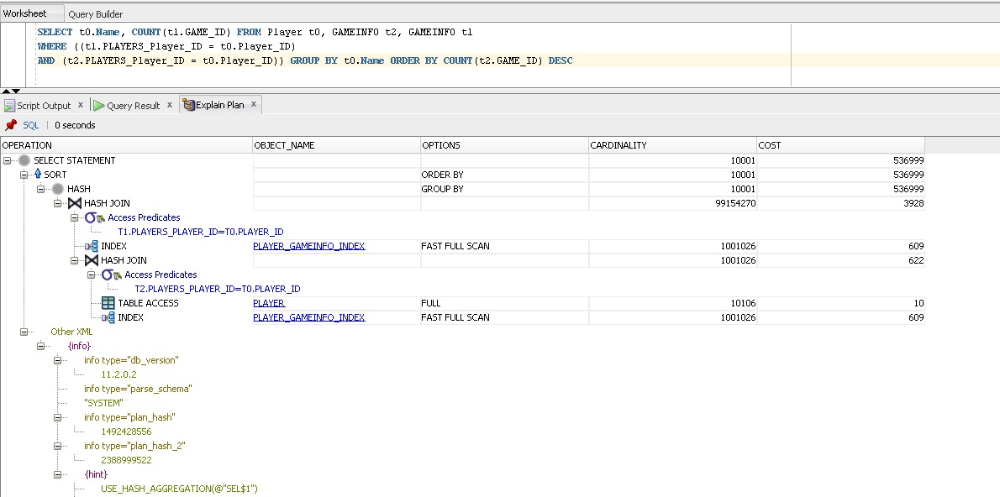 Worksheet Query Builder
SELECT t0.Name, COUNT(t1.GAME_ID) FROM Player t0, GAMEINFO t2, GAMEINFO t1
WHERE ((t1.PLAYERS_Player_ID = t0.Player_ID)
AND (t2.PLAYERS_Player_ID = t0.Player_ID)) GROUP BY t0.Name ORDER BY COUNT(t2.GAME_ID) DESC
Script Output x Query Result x Explain Plan x
SQL | 0 seconds
OPERATION OBJECT_NAME OPTIONS CARDINALITY COST
SELECT STATEMENT 10001 536999
SORT ORDER BY 10001 536999
HASH GROUP BY 10001 536999
HASH JOIN 99154270 3928
Access Predicates
T1.PLAYERS_PLAYER_ID=T0.PLAYER_ID
INDEX PLAYER_GAMEINFO_INDEX FAST FULL SCAN 1001026 609
HASH JOIN 1001026 622
Access Predicates
T2.PLAYERS_PLAYER_ID=T0.PLAYER_ID
TABLE ACCESS PLAYER FULL 10106 10
INDEX PLAYER_GAMEINFO_INDEX FAST FULL SCAN 1001026 609
Other XML
{info}
info type="db_version"
11.2.0.2
info type="parse_schema"
"SYSTEM"
info type="plan_hash"
1492428556
info type="plan_hash_2"
2388999522
{hint}
USE_HASH_AGGREGATION(@"SEL$1")